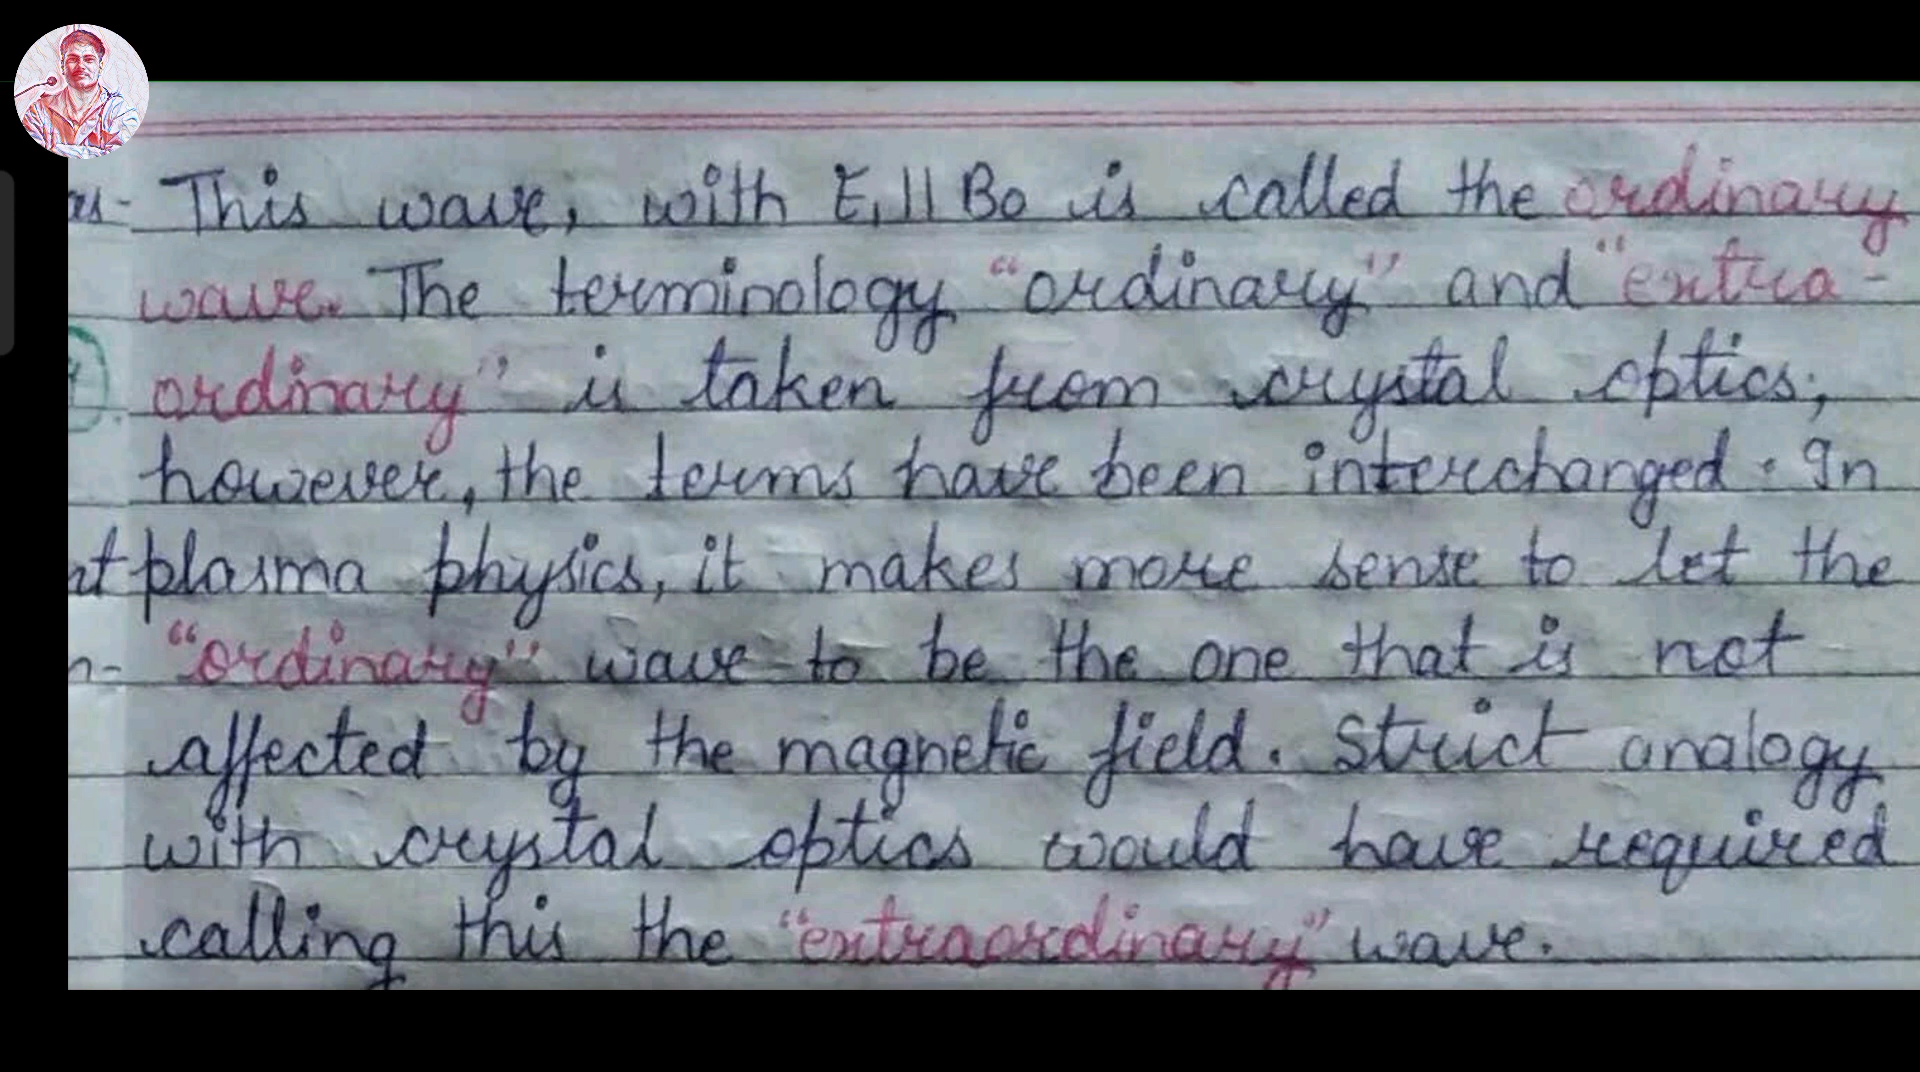 This wave, with E₁ || B₀ is called the ordinary
wave. The terminology "ordinary" and "extra-
ordinary" is taken from crystal optics;
however, the terms have been interchanged. In
plasma physics, it makes more sense to let the
"ordinary" wave to be the one that is not
affected by the magnetic field. Strict analogy
with crystal optics would have required
calling this the "extraordinary" wave.